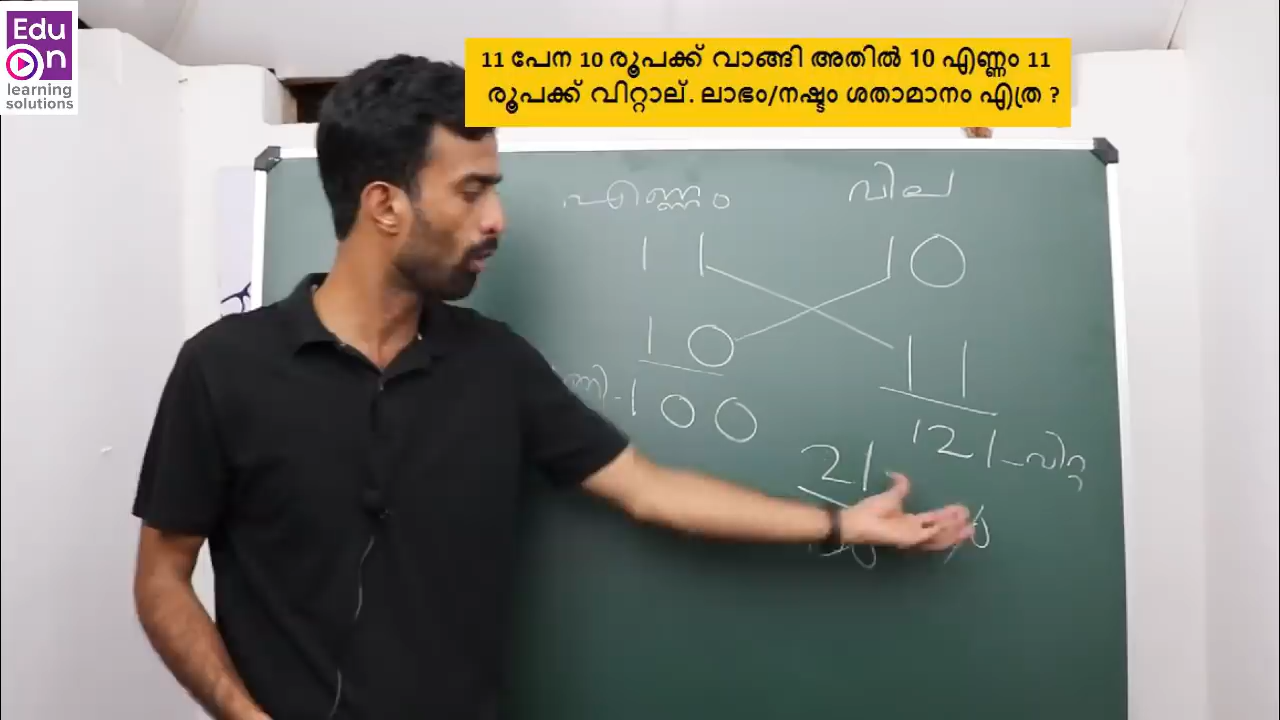 Edu
On
learning
solutions
11 പേന 10 രൂപക്ക് വാങ്ങി അതിൽ 10 എണ്ണം 11
രൂപക്ക് വിറ്റാല്. ലാഭം/നഷ്ടം ശതാമാനം എത്ര ?
എണ്ണം വില
11 10
10 11
100
121 - വിറ്റ
21